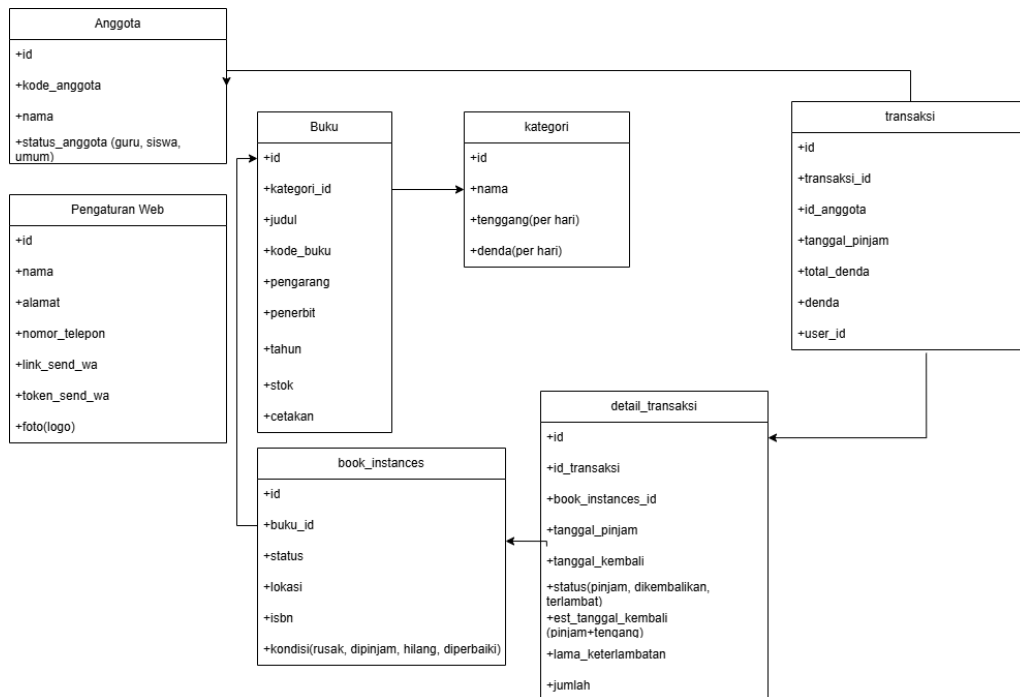 Anggota
+id
+kode_anggota
+nama
+status_anggota (guru, siswa,
umum)
Pengaturan Web
+id
+nama
+alamat
+nomor_telepon
+link_send_wa
+token_send_wa
+foto(logo)
Buku
+id
+kategori_id
+judul
+kode_buku
+pengarang
+penerbit
+tahun
+stok
+cetakan
kategori
+id
+nama
+tenggang(per hari)
+denda(per hari)
transaksi
+id
+transaksi_id
+id_anggota
+tanggal_pinjam
+total_denda
+denda
+user_id
book_instances
+id
+buku_id
+status
+lokasi
+isbn
+kondisi(rusak, dipinjam, hilang, diperbaiki)
detail_transaksi
+id
+id_transaksi
+book_instances_id
+tanggal_pinjam
+tanggal_kembali
+status(pinjam, dikembalikan,
terlambat)
+est_tanggal_kembali
(pinjam+tengang)
+lama_keterlambatan
+jumlah